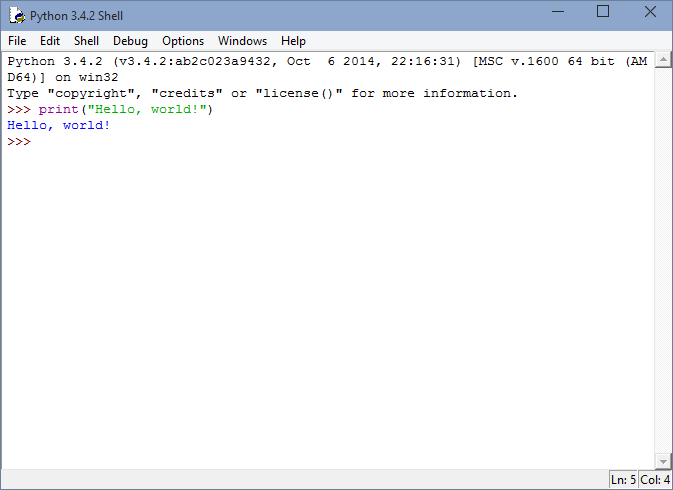 Python 3.4.2 Shell
File Edit Shell Debug Options Windows Help
Python 3.4.2 (v3.4.2:ab2c023a9432, Oct  6 2014, 22:16:31) [MSC v.1600 64 bit (AM
D64)] on win32
Type "copyright", "credits" or "license()" for more information.
>>> print("Hello, world!")
Hello, world!
>>>
Ln: 5 Col: 4